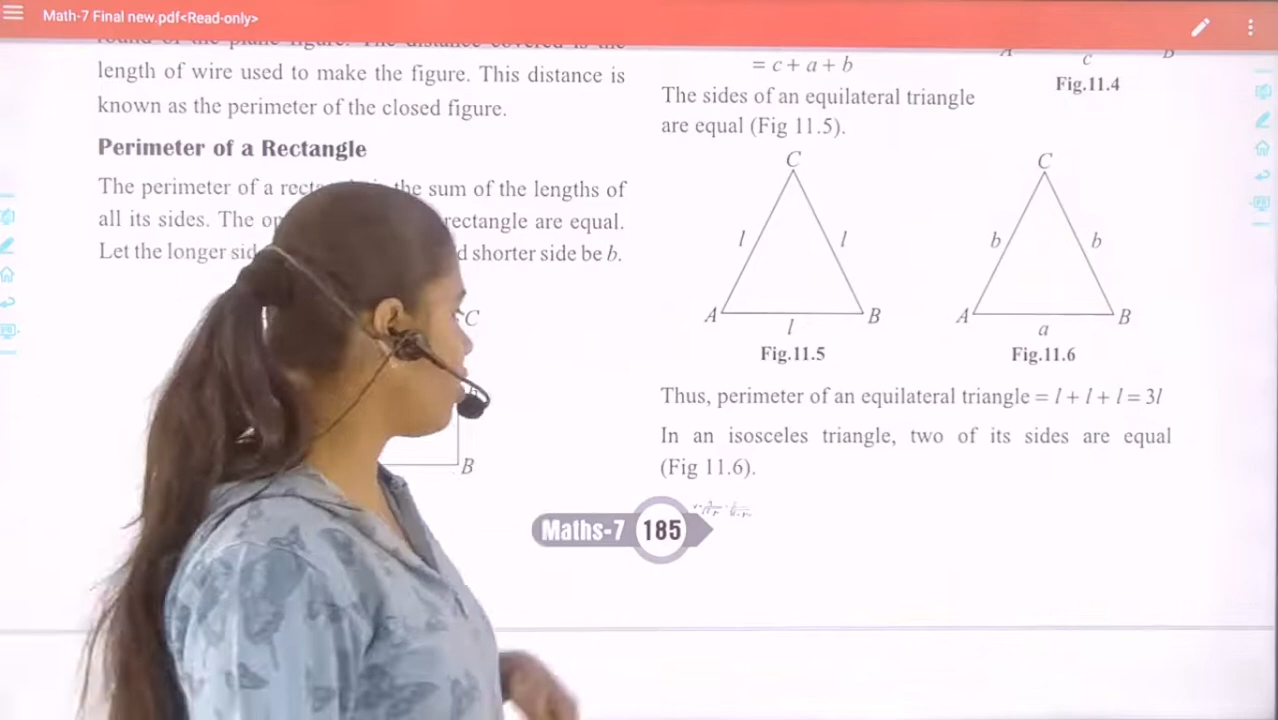 Math-7 Final new.pdf<Read-only>
length of wire used to make the figure. This distance is
known as the perimeter of the closed figure.
Perimeter of a Rectangle
The perimeter of a the sum of the lengths of
all its sides. The rectangle are equal.
Let the longer shorter side be b.
C
B
= c + a + b
c
Fig.11.4
The sides of an equilateral triangle
are equal (Fig 11.5).
C
l l
A B
l
Fig.11.5
C
b b
A B
a
Fig.11.6
Thus, perimeter of an equilateral triangle = l + l + l = 3l
In an isosceles triangle, two of its sides are equal
(Fig 11.6).
Maths-7 185